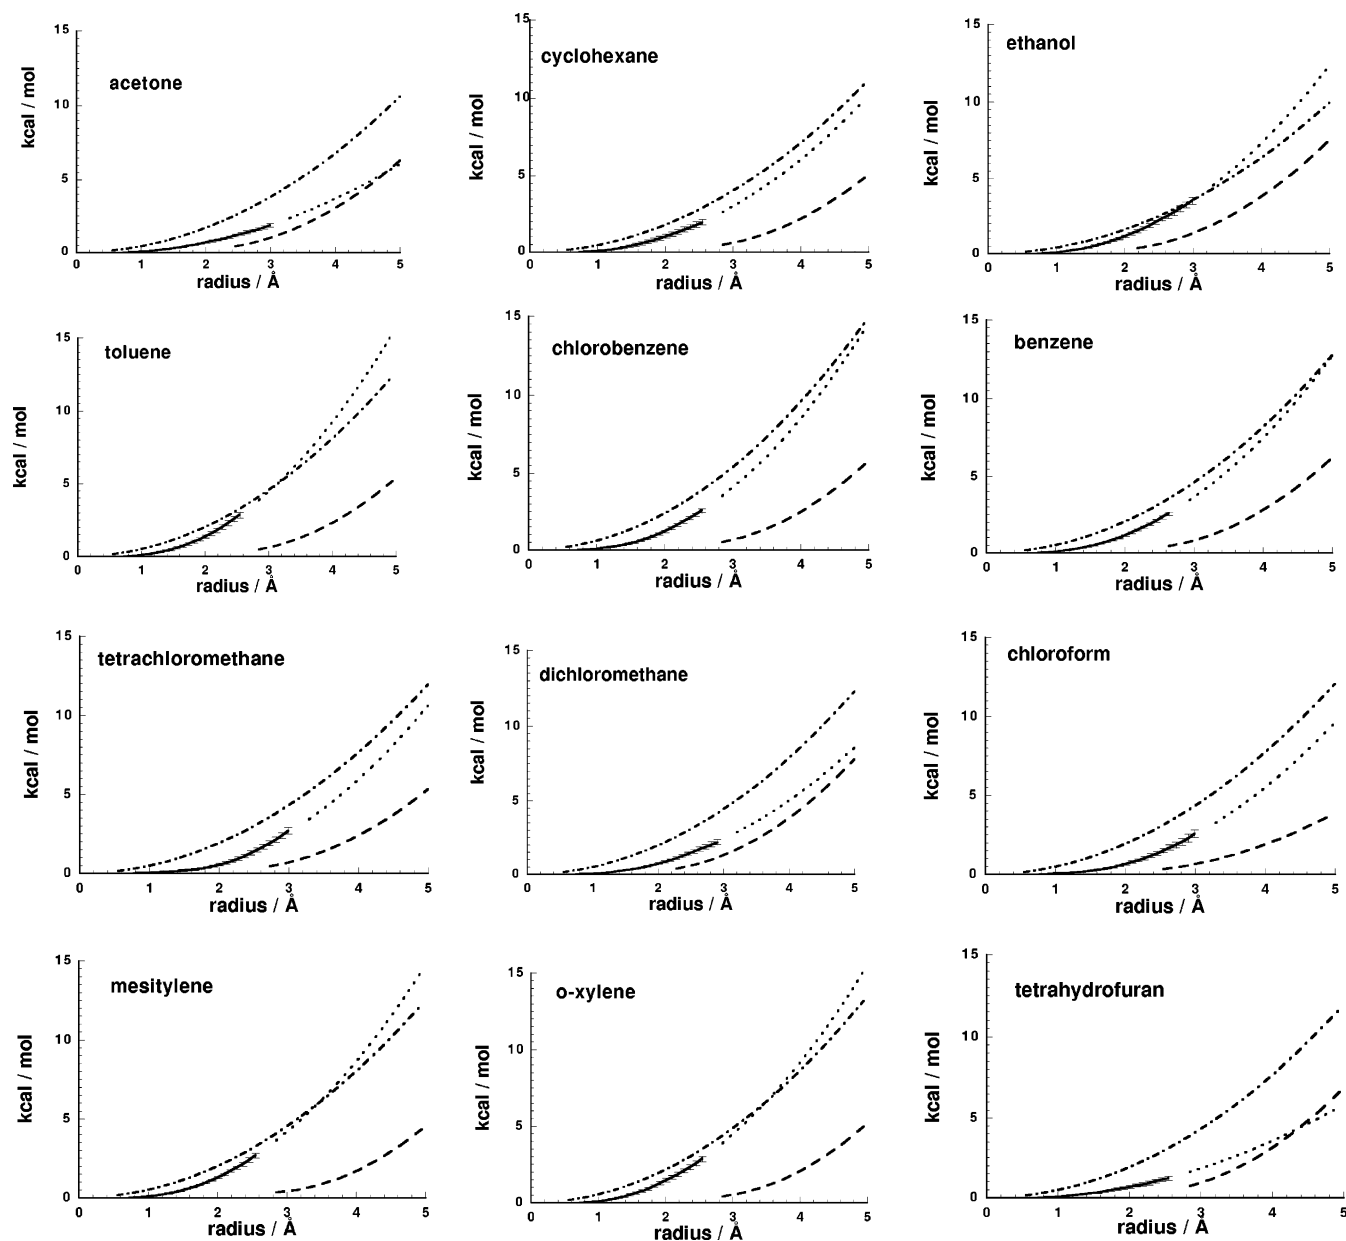 acetone
kcal / mol
15
10
5
0
0 1 2 3 4 5
radius / Å
cyclohexane
kcal / mol
15
10
5
0
0 1 2 3 4 5
radius / Å
ethanol
kcal / mol
15
10
5
0
0 1 2 3 4 5
radius / Å
toluene
kcal / mol
15
10
5
0
0 1 2 3 4 5
radius / Å
chlorobenzene
kcal / mol
15
10
5
0
0 1 2 3 4 5
radius / Å
benzene
kcal / mol
15
10
5
0
0 1 2 3 4 5
radius / Å
tetrachloromethane
kcal / mol
15
10
5
0
0 1 2 3 4 5
radius / Å
dichloromethane
kcal / mol
15
10
5
0
0 1 2 3 4 5
radius / Å
chloroform
kcal / mol
15
10
5
0
0 1 2 3 4 5
radius / Å
mesitylene
kcal / mol
15
10
5
0
0 1 2 3 4 5
radius / Å
o-xylene
kcal / mol
15
10
5
0
0 1 2 3 4 5
radius / Å
tetrahydrofuran
kcal / mol
15
10
5
0
0 1 2 3 4 5
radius / Å